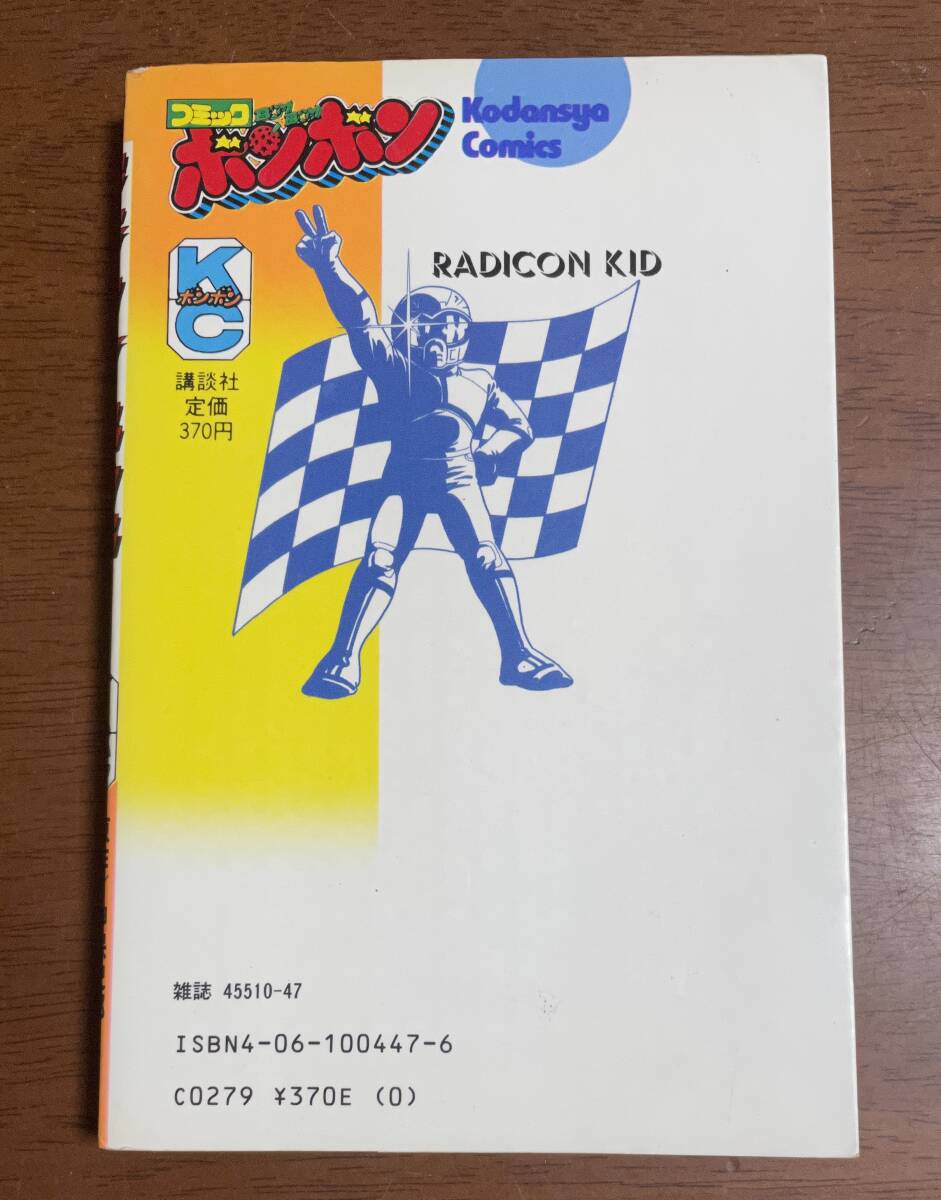 コミック
ボンボン
Kodansya
Comics
RADICON KID
K
ボンボン
C
講談社
定価
370円
雑誌 45510-47
ISBN4-06-100447-6
C0279 ¥370E (0)